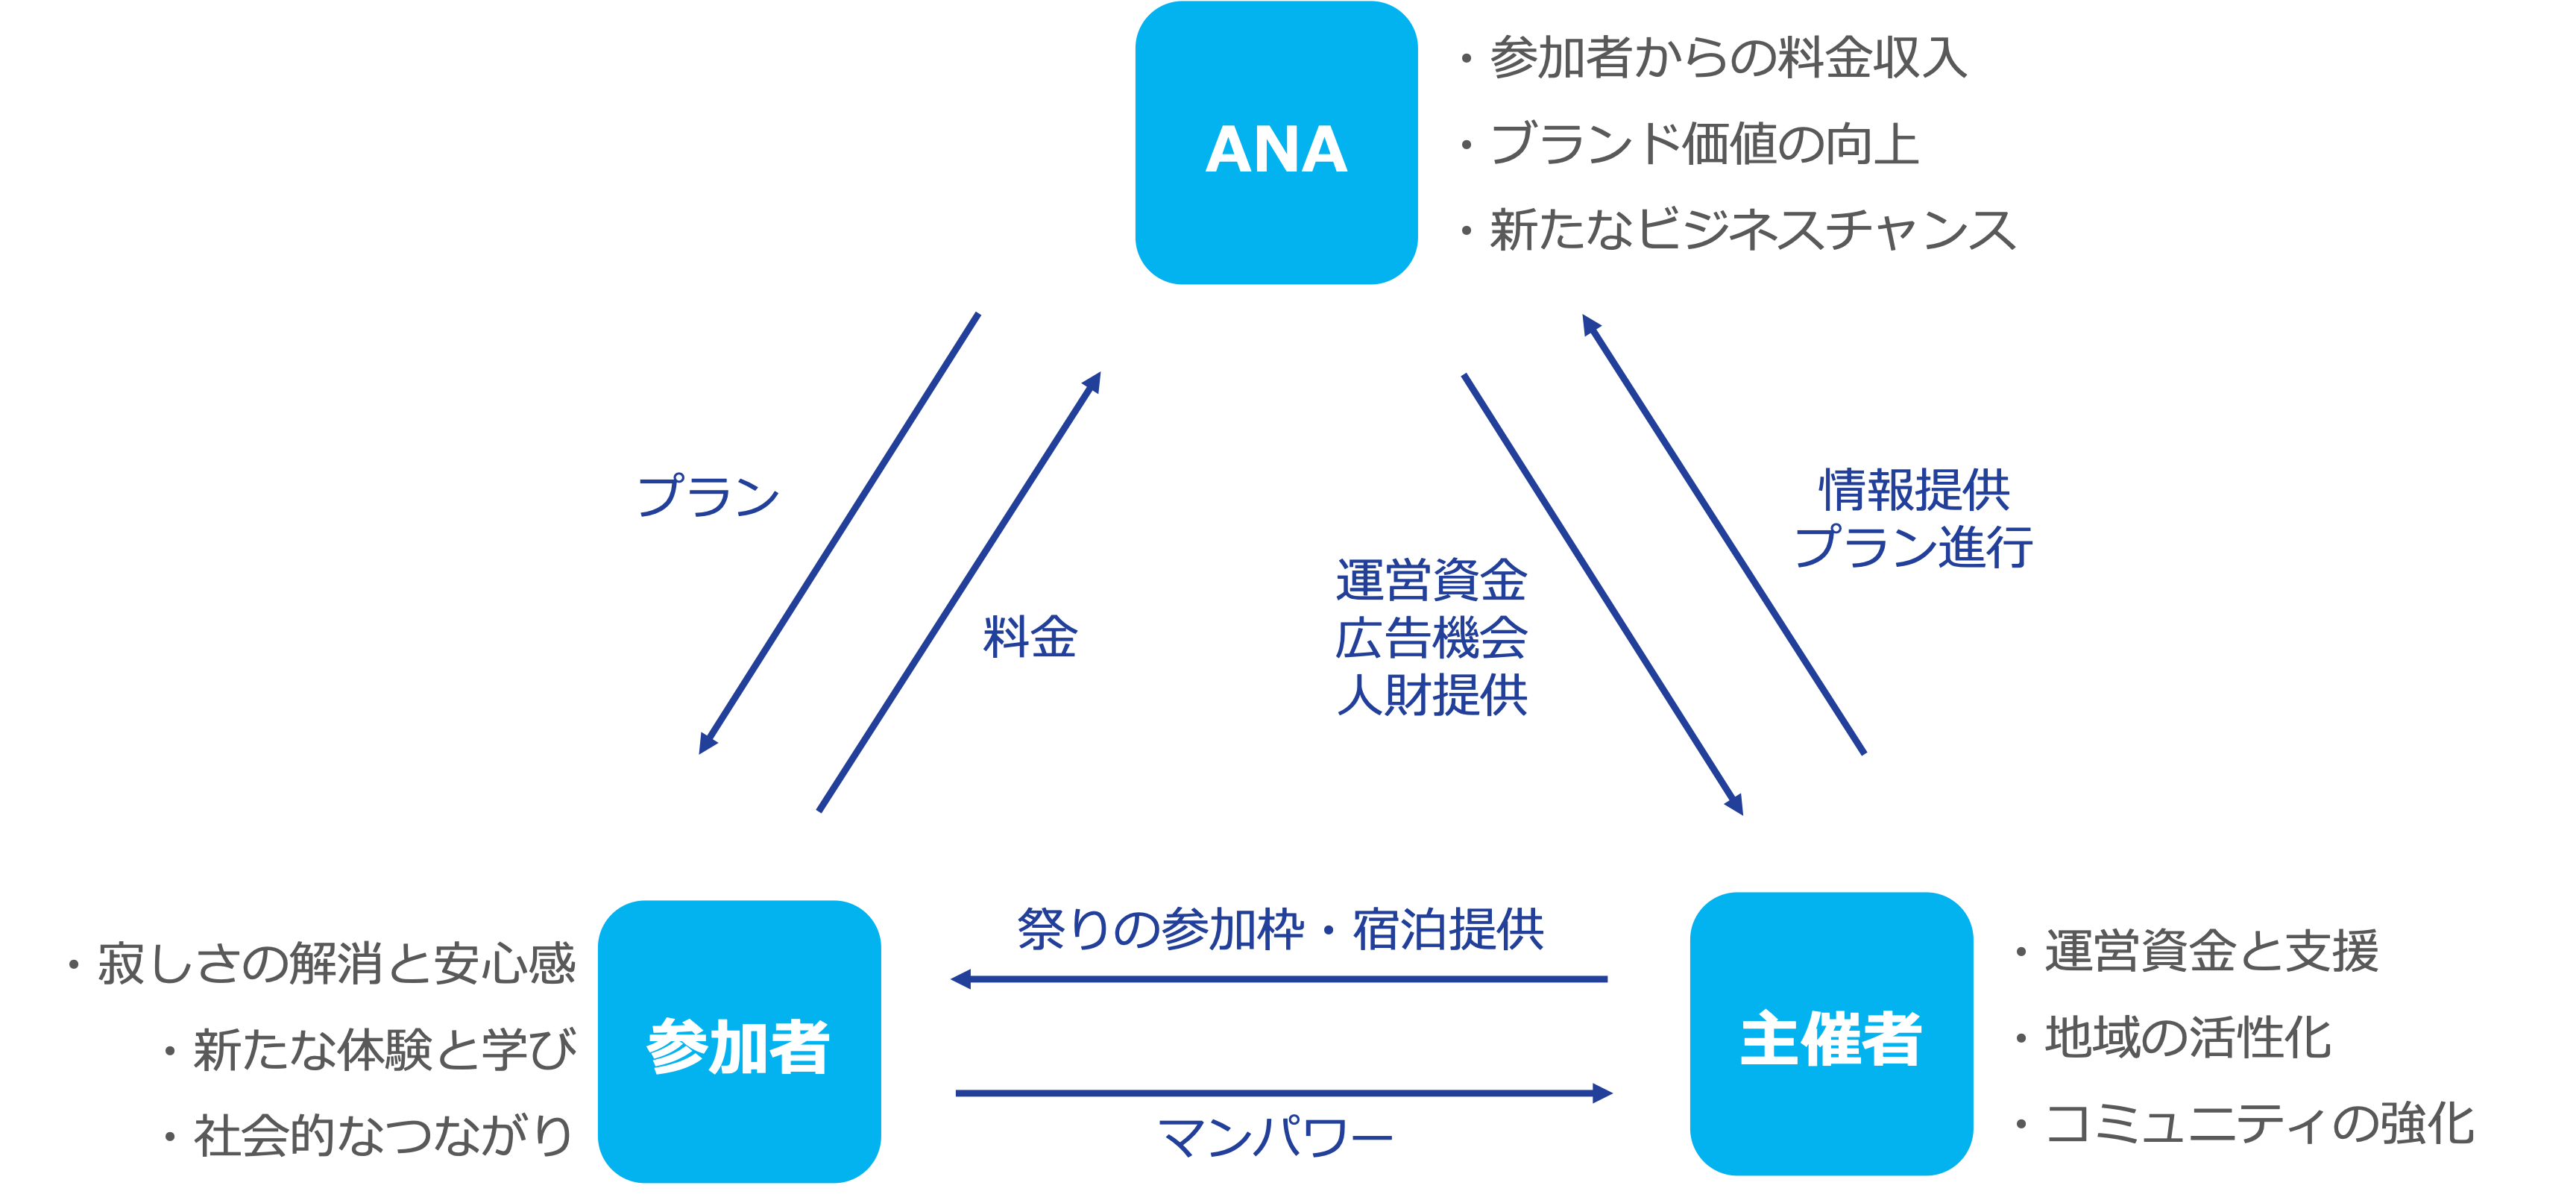 ANA
・参加者からの料金収入
・ブランド価値の向上
・新たなビジネスチャンス
プラン
料金
運営資金
広告機会
人財提供
情報提供
プラン進行
・寂しさの解消と安心感
・新たな体験と学び
・社会的なつながり
参加者
祭りの参加枠・宿泊提供
マンパワー
主催者
・運営資金と支援
・地域の活性化
・コミュニティの強化